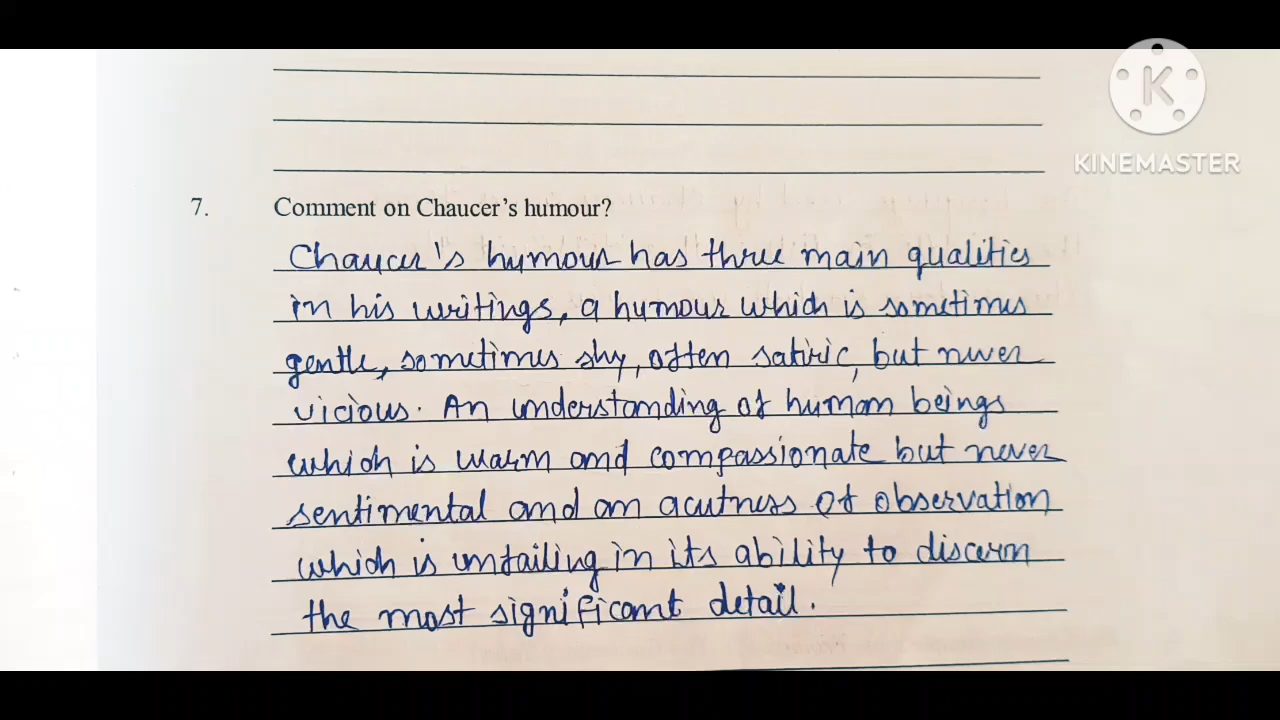 KINEMASTER
7. Comment on Chaucer's humour?
Chaucer's humour has three main qualities
in his writings, a humour which is sometimes
gentle, sometimes shy, often satiric, but never
vicious. An understanding of human beings
which is warm and compassionate but never
sentimental and an acutness of observation
which is unfailing in its ability to discern
the most significant detail.